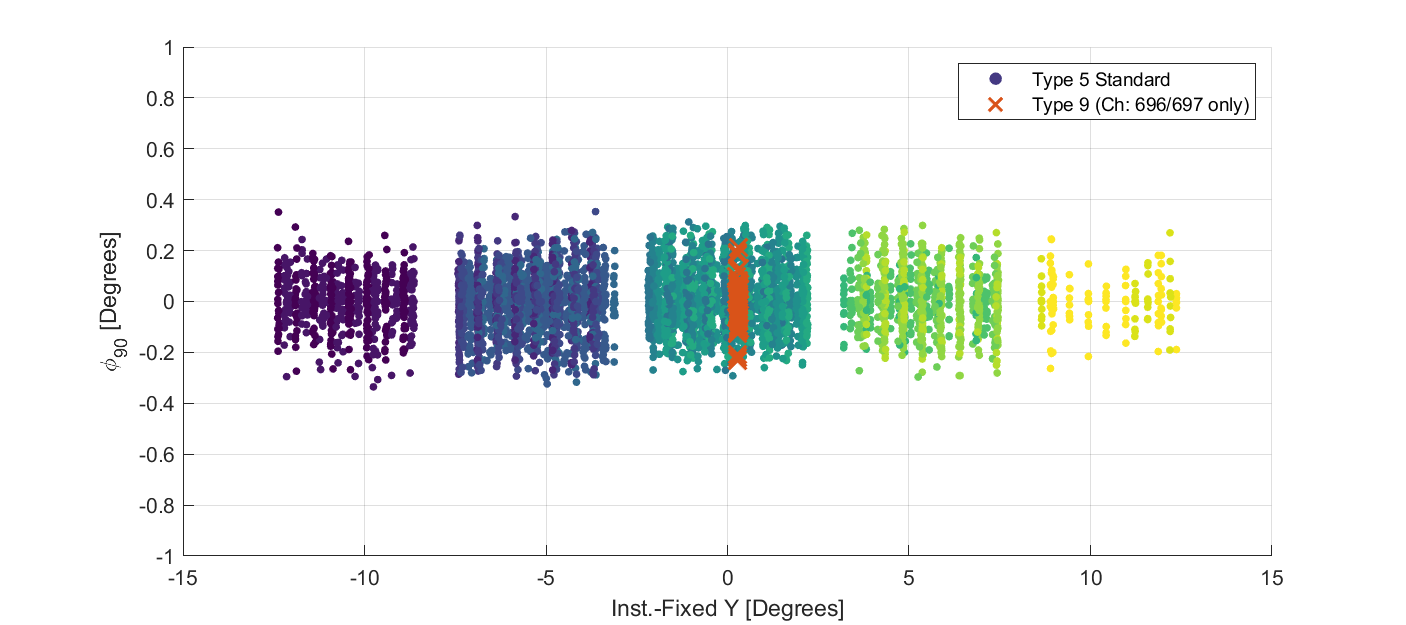 1
0.8
0.6
0.4
0.2
0
-0.2
-0.4
-0.6
-0.8
-1
ϕ90 [Degrees]
-15 -10 -5 0 5 10 15
Inst.-Fixed Y [Degrees]
Type 5 Standard
Type 9 (Ch: 696/697 only)